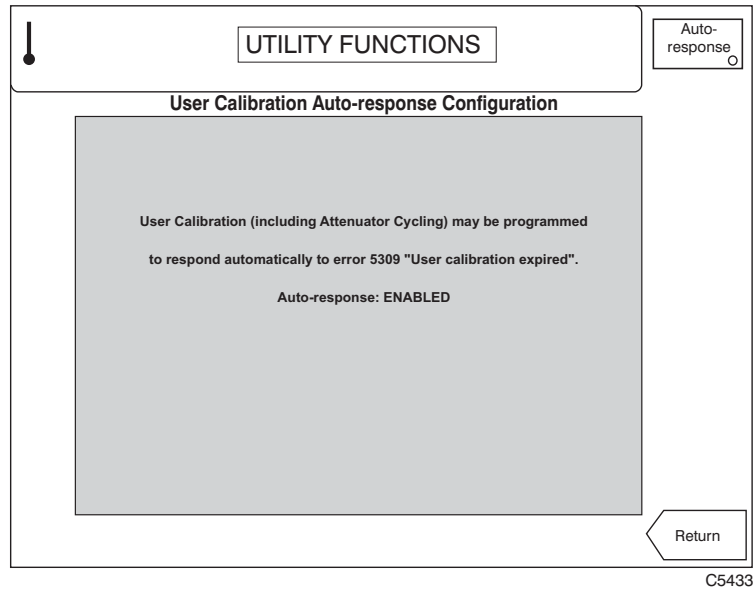 UTILITY FUNCTIONS
Auto-
response
User Calibration Auto-response Configuration
User Calibration (including Attenuator Cycling) may be programmed
to respond automatically to error 5309 "User calibration expired".
Auto-response: ENABLED
Return
C5433